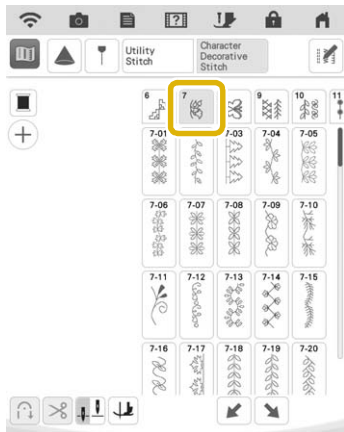 ?
Utility
Stitch
Character
Decorative
Stitch
6 7 9 10 11
7-01 7-03 7-04 7-05
7-06 7-07 7-08 7-09 7-10
7-11 7-12 7-13 7-14 7-15
7-16 7-17 7-18 7-19 7-20